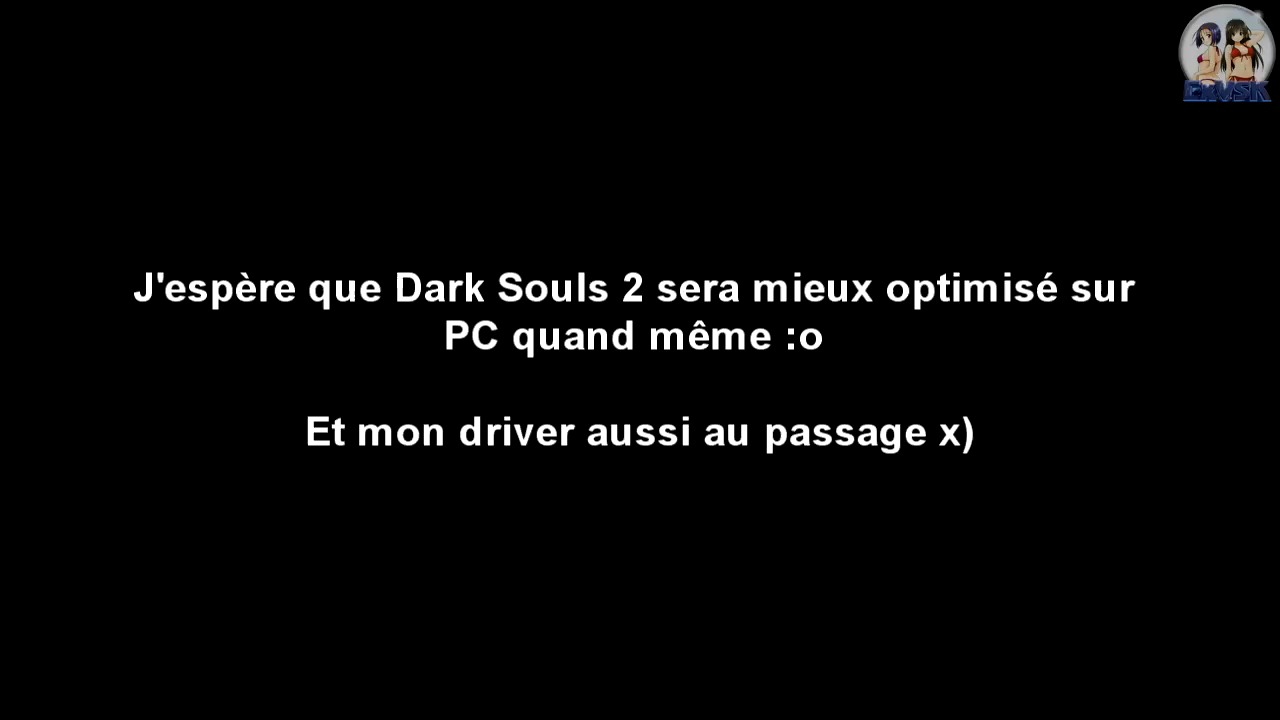 J'espère que Dark Souls 2 sera mieux optimisé sur
PC quand même :o
Et mon driver aussi au passage x)